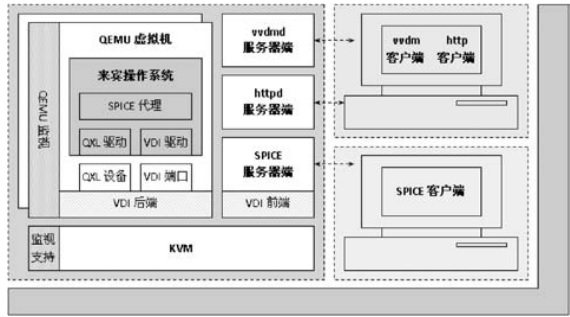 QEMU 虚拟机
来宾操作系统
SPICE 代理
QXL 驱动
VDI 驱动
QXL 设备
VDI 端口
VDI 后端
QEMU 监视
vvdmd
服务器端
httpd
服务器端
SPICE
服务器端
VDI 前端
监视
支持
KVM
vvdm
客户端
http
客户端
SPICE 客户端